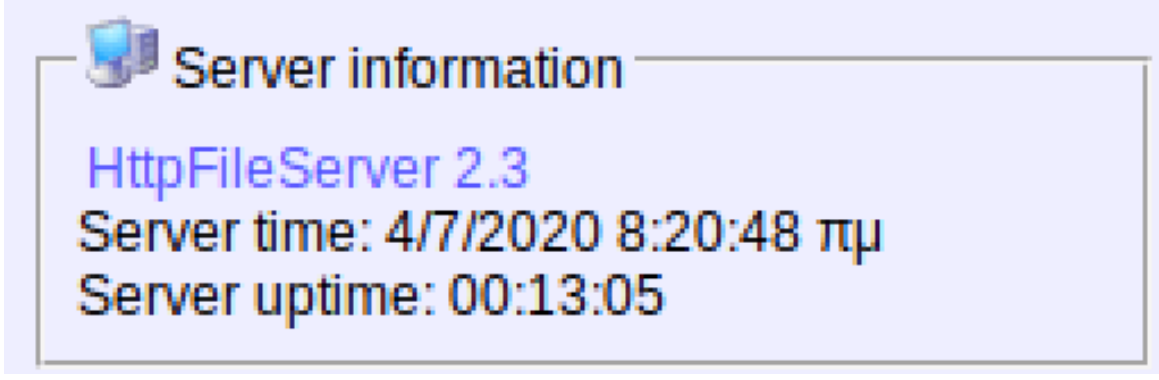 Server information
HttpFileServer 2.3
Server time: 4/7/2020 8:20:48 πμ
Server uptime: 00:13:05